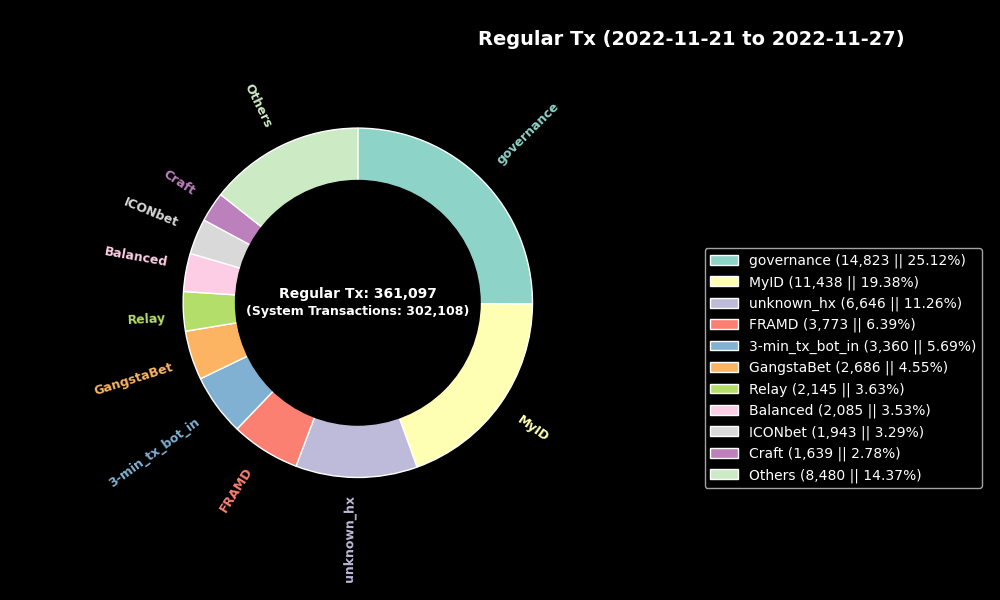 Regular Tx (2022-11-21 to 2022-11-27)
Others
governance
Craft
ICONbet
Balanced
Relay
GangstaBet
3-min_tx_bot_in
FRAMD
unknown_hx
MyID
Regular Tx: 361,097
(System Transactions: 302,108)
governance (14,823 || 25.12%)
MyID (11,438 || 19.38%)
unknown_hx (6,646 || 11.26%)
FRAMD (3,773 || 6.39%)
3-min_tx_bot_in (3,360 || 5.69%)
GangstaBet (2,686 || 4.55%)
Relay (2,145 || 3.63%)
Balanced (2,085 || 3.53%)
ICONbet (1,943 || 3.29%)
Craft (1,639 || 2.78%)
Others (8,480 || 14.37%)